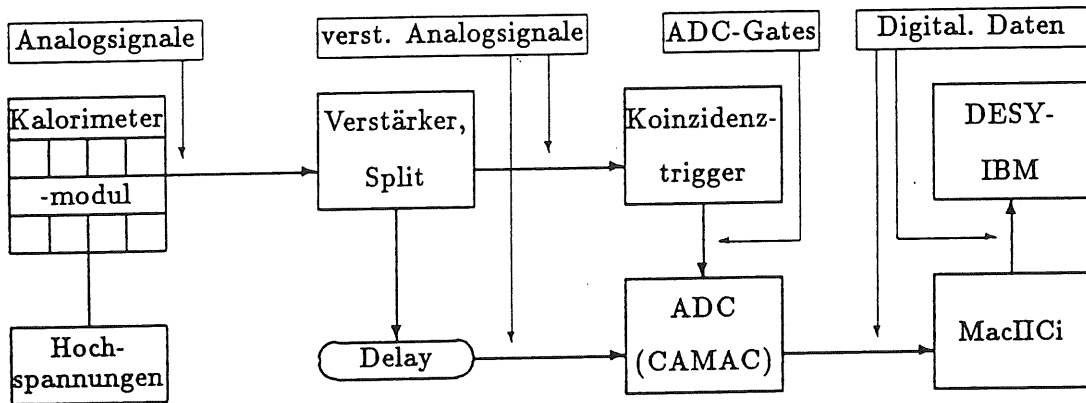 Analogsignale
verst. Analogsignale
ADC-Gates
Digital. Daten
Kalorimeter
-modul
Verstärker,
Split
Koinzidenz-
trigger
DESY-
IBM
Hoch-
spannungen
Delay
ADC
(CAMAC)
MacIICi